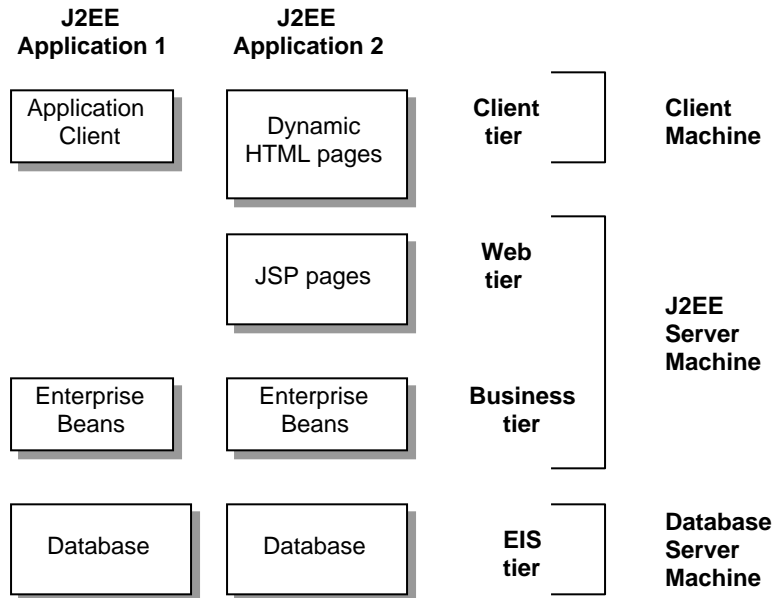 J2EE
Application 1
J2EE
Application 2
Application
Client
Dynamic
HTML pages
Client
tier
Client
Machine
JSP pages
Web
tier
J2EE
Server
Machine
Enterprise
Beans
Enterprise
Beans
Business
tier
Database
Database
EIS
tier
Database
Server
Machine